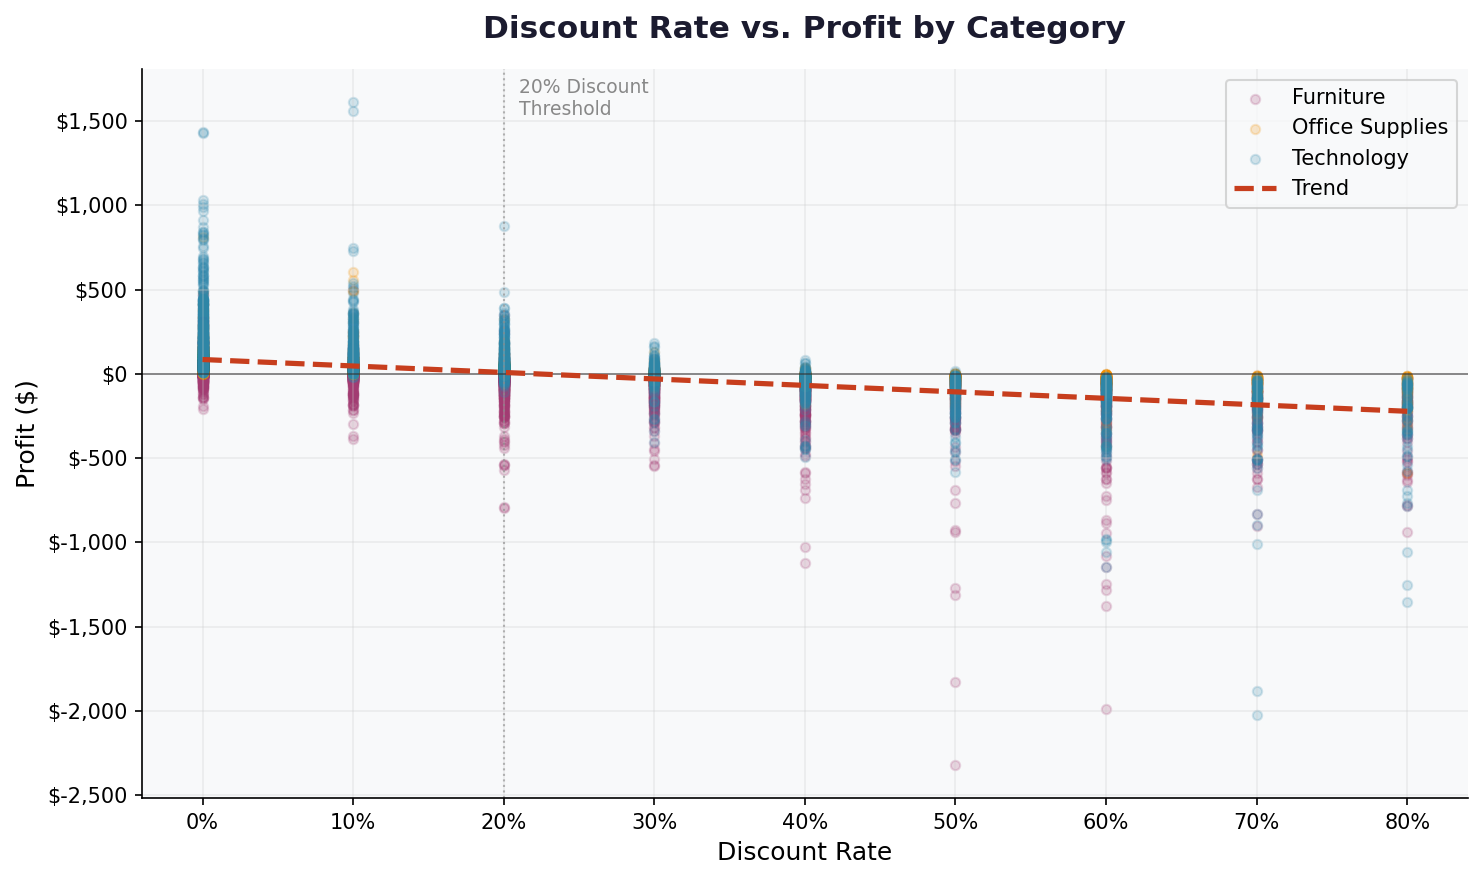 Discount Rate vs. Profit by Category
20% Discount
Threshold
Furniture
Office Supplies
Technology
Trend
$1,500
$1,000
$500
$0
$-500
$-1,000
$-1,500
$-2,000
$-2,500
Profit ($)
0% 10% 20% 30% 40% 50% 60% 70% 80%
Discount Rate